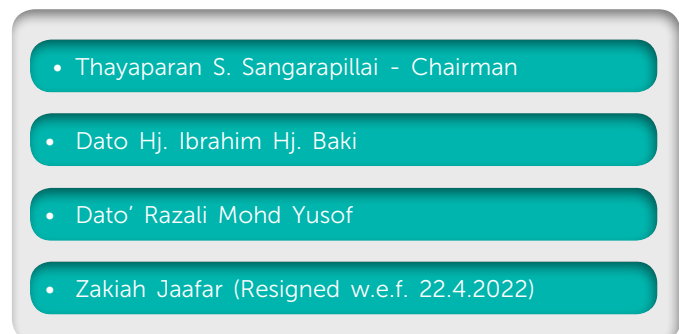 • Thayaparan S. Sangarapillai - Chairman
• Dato Hj. Ibrahim Hj. Baki
• Dato’ Razali Mohd Yusof
• Zakiah Jaafar (Resigned w.e.f. 22.4.2022)